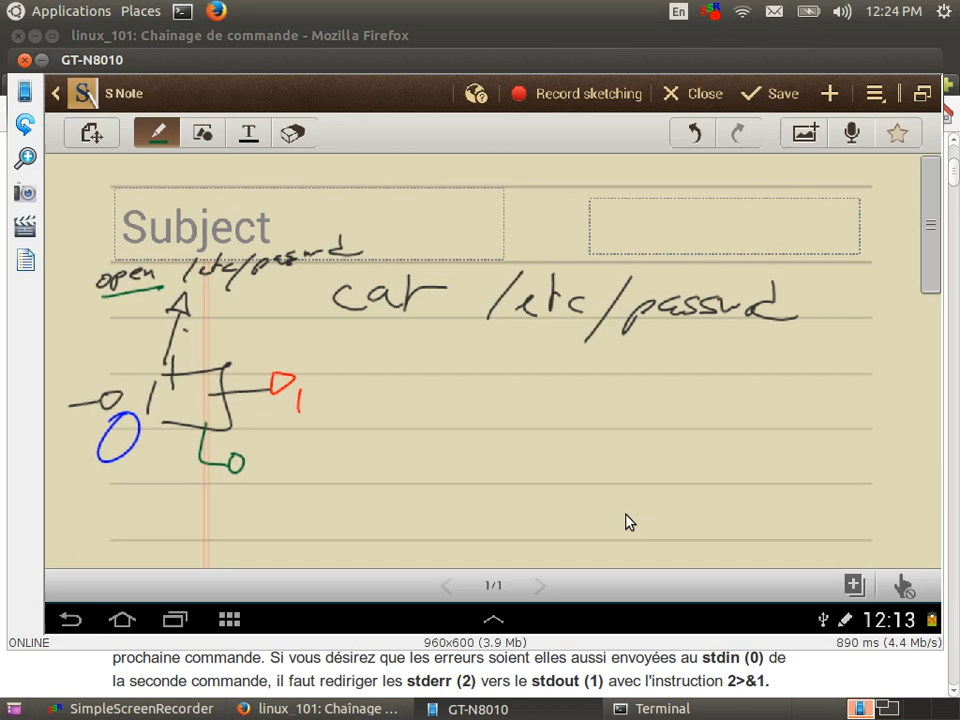 Applications Places En 12:24 PM
linux_101: Chaînage de commande - Mozilla Firefox
GT-N8010
S Note Record sketching Close Save
T
Subject
open /etc/passwd
cat /etc/passwd
0 1
1/1
12:13
ONLINE 960x600 (3.9 Mb) 890 ms (4.4 Mb/s)
prochaine commande. Si vous désirez que les erreurs soient elles aussi envoyées au stdin (0) de
la seconde commande, il faut rediriger les stderr (2) vers le stdout (1) avec l'instruction 2>&1.
SimpleScreenRecorder linux_101: Chaînage ... GT-N8010 Terminal